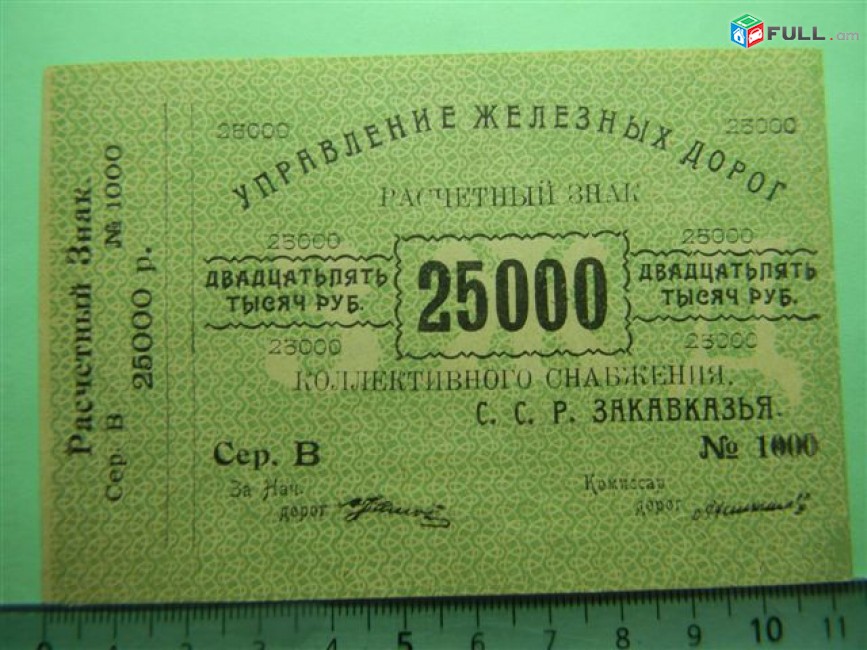 FULL.am
Расчетный Знак.
Сер. В № 1000
25000 р.
25000 25000
УПРАВЛЕНИЕ ЖЕЛЕЗНЫХ ДОРОГ
РАСЧЕТНЫЙ ЗНАК
25000 25000
ДВАДЦАТЬПЯТЬ
ТЫСЯЧ РУБ.
25000
ДВАДЦАТЬПЯТЬ
ТЫСЯЧ РУБ.
25000 25000
КОЛЛЕКТИВНОГО СНАБЖЕНИЯ.
С. С. Р. ЗАКАВКАЗЬЯ.
Сер. В № 1000
За Нач.
дорог
Комиссар
дорог
0 1 2 3 4 5 6 7 8 9 10 11